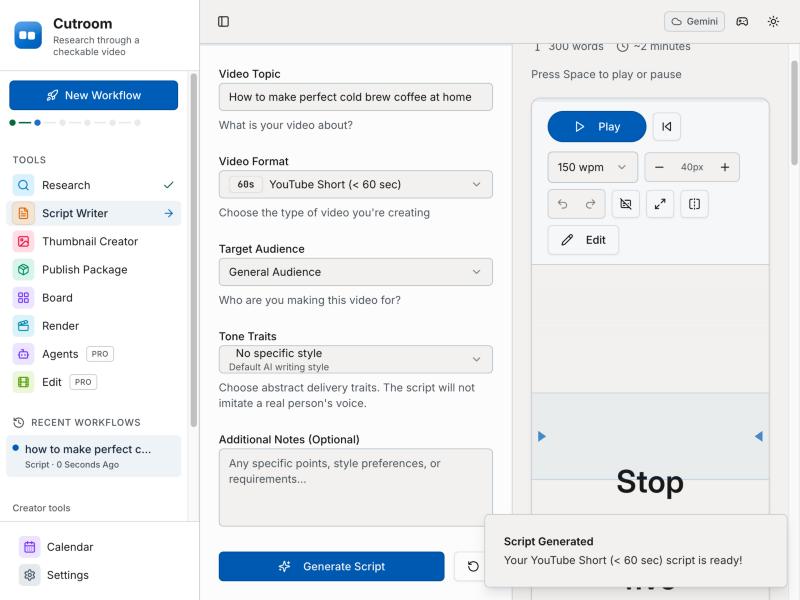 Cutroom
Research through a
checkable video
New Workflow
TOOLS
Research
Script Writer
Thumbnail Creator
Publish Package
Board
Render
Agents PRO
Edit PRO
RECENT WORKFLOWS
how to make perfect c...
Script · 0 Seconds Ago
Creator tools
Calendar
Settings
Gemini
Video Topic
How to make perfect cold brew coffee at home
What is your video about?
Video Format
60s YouTube Short (< 60 sec)
Choose the type of video you're creating
Target Audience
General Audience
Who are you making this video for?
Tone Traits
No specific style
Default AI writing style
Choose abstract delivery traits. The script will not
imitate a real person's voice.
Additional Notes (Optional)
Any specific points, style preferences, or
requirements...
Generate Script
300 words ~2 minutes
Press Space to play or pause
Play
150 wpm 40px
Edit
Stop
Script Generated
Your YouTube Short (< 60 sec) script is ready!